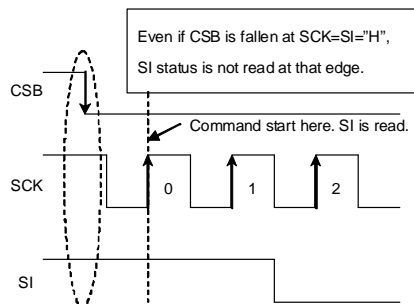 Even if CSB is fallen at SCK=SI="H",
SI status is not read at that edge.
CSB
Command start here. SI is read.
SCK
0
1
2
SI